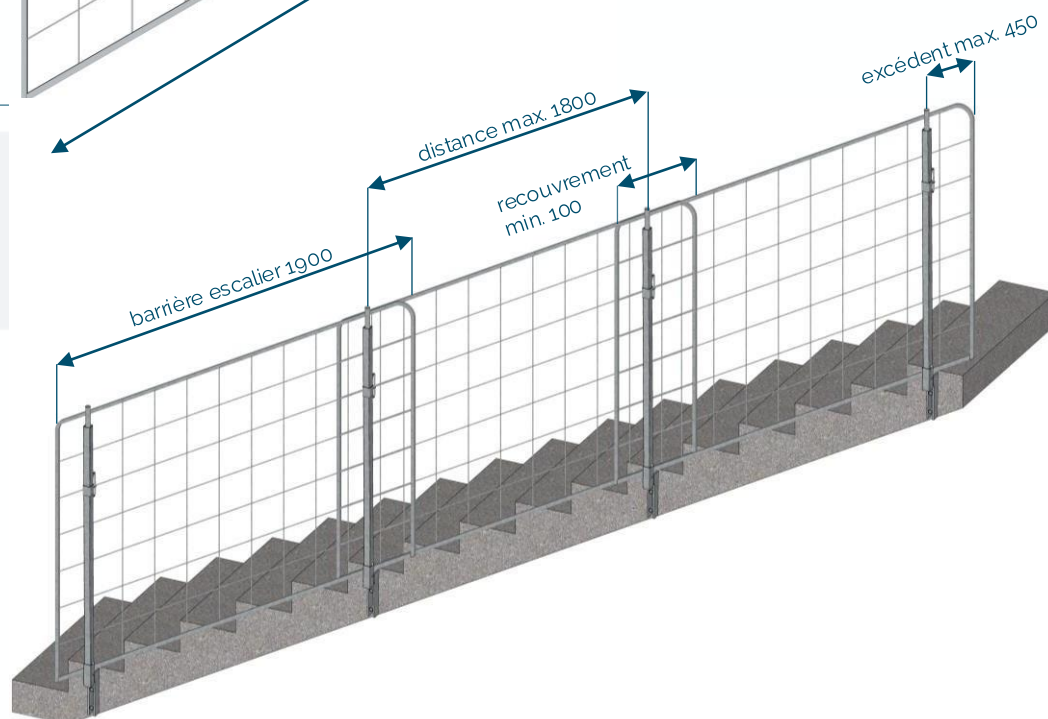 excédent max. 450
distance max. 1800
recouvrement
min. 100
barrière escalier 1900